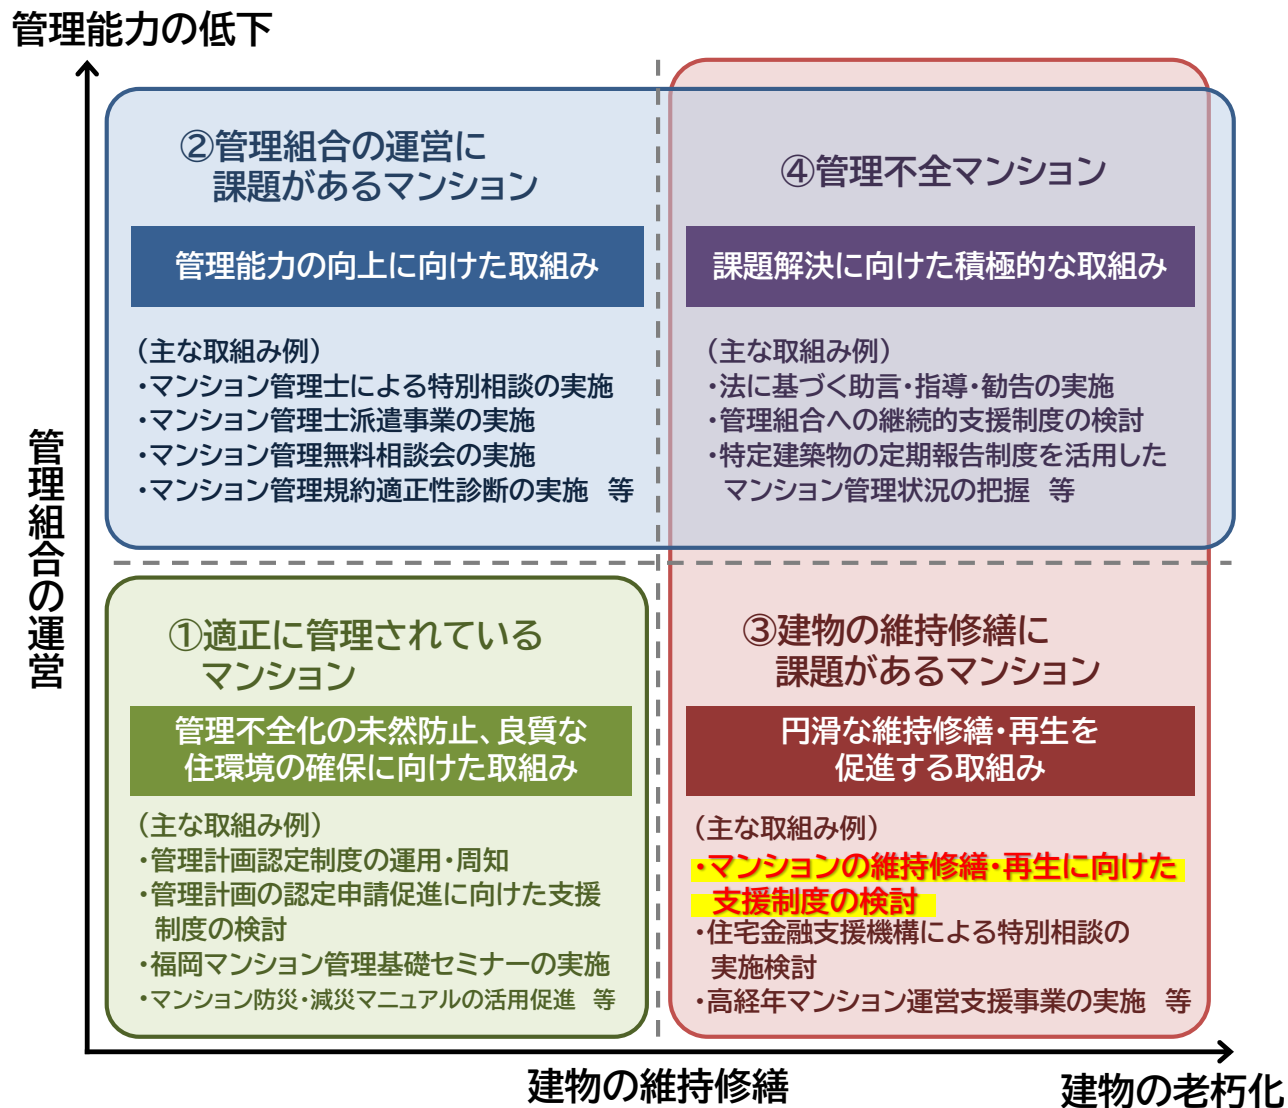 管理能力の低下
②管理組合の運営に
課題があるマンション
管理能力の向上に向けた取組み
（主な取組み例）
・マンション管理士による特別相談の実施
・マンション管理士派遣事業の実施
・マンション管理無料相談会の実施
・マンション管理規約適正性診断の実施　等
④管理不全マンション
課題解決に向けた積極的な取組み
（主な取組み例）
・法に基づく助言・指導・勧告の実施
・管理組合への継続的支援制度の検討
・特定建築物の定期報告制度を活用した
マンション管理状況の把握　等
管理組合の運営
①適正に管理されている
マンション
管理不全化の未然防止、良質な
住環境の確保に向けた取組み
（主な取組み例）
・管理計画認定制度の運用・周知
・管理計画の認定申請促進に向けた支援
制度の検討
・福岡マンション管理基礎セミナーの実施
・マンション防災・減災マニュアルの活用促進　等
③建物の維持修繕に
課題があるマンション
円滑な維持修繕・再生を
促進する取組み
（主な取組み例）
・マンションの維持修繕・再生に向けた
支援制度の検討
・住宅金融支援機構による特別相談の
実施検討
・高経年マンション運営支援事業の実施　等
建物の維持修繕
建物の老朽化